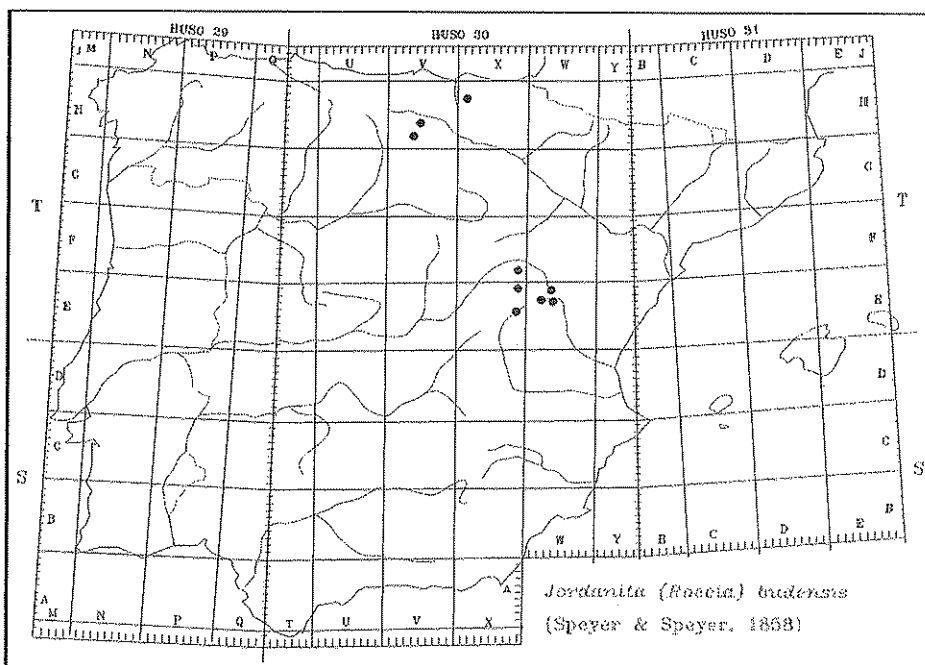 HUSO 29 HUSO 30 HUSO 31
J M N P Q U V X W Y B C D E J
H H
G G
T T
F F
E E
D D
S S
C C
B W Y B C D E B
A M N P Q T U V X A
Jordanita (Roccia) budensis
(Speyer & Speyer, 1858)